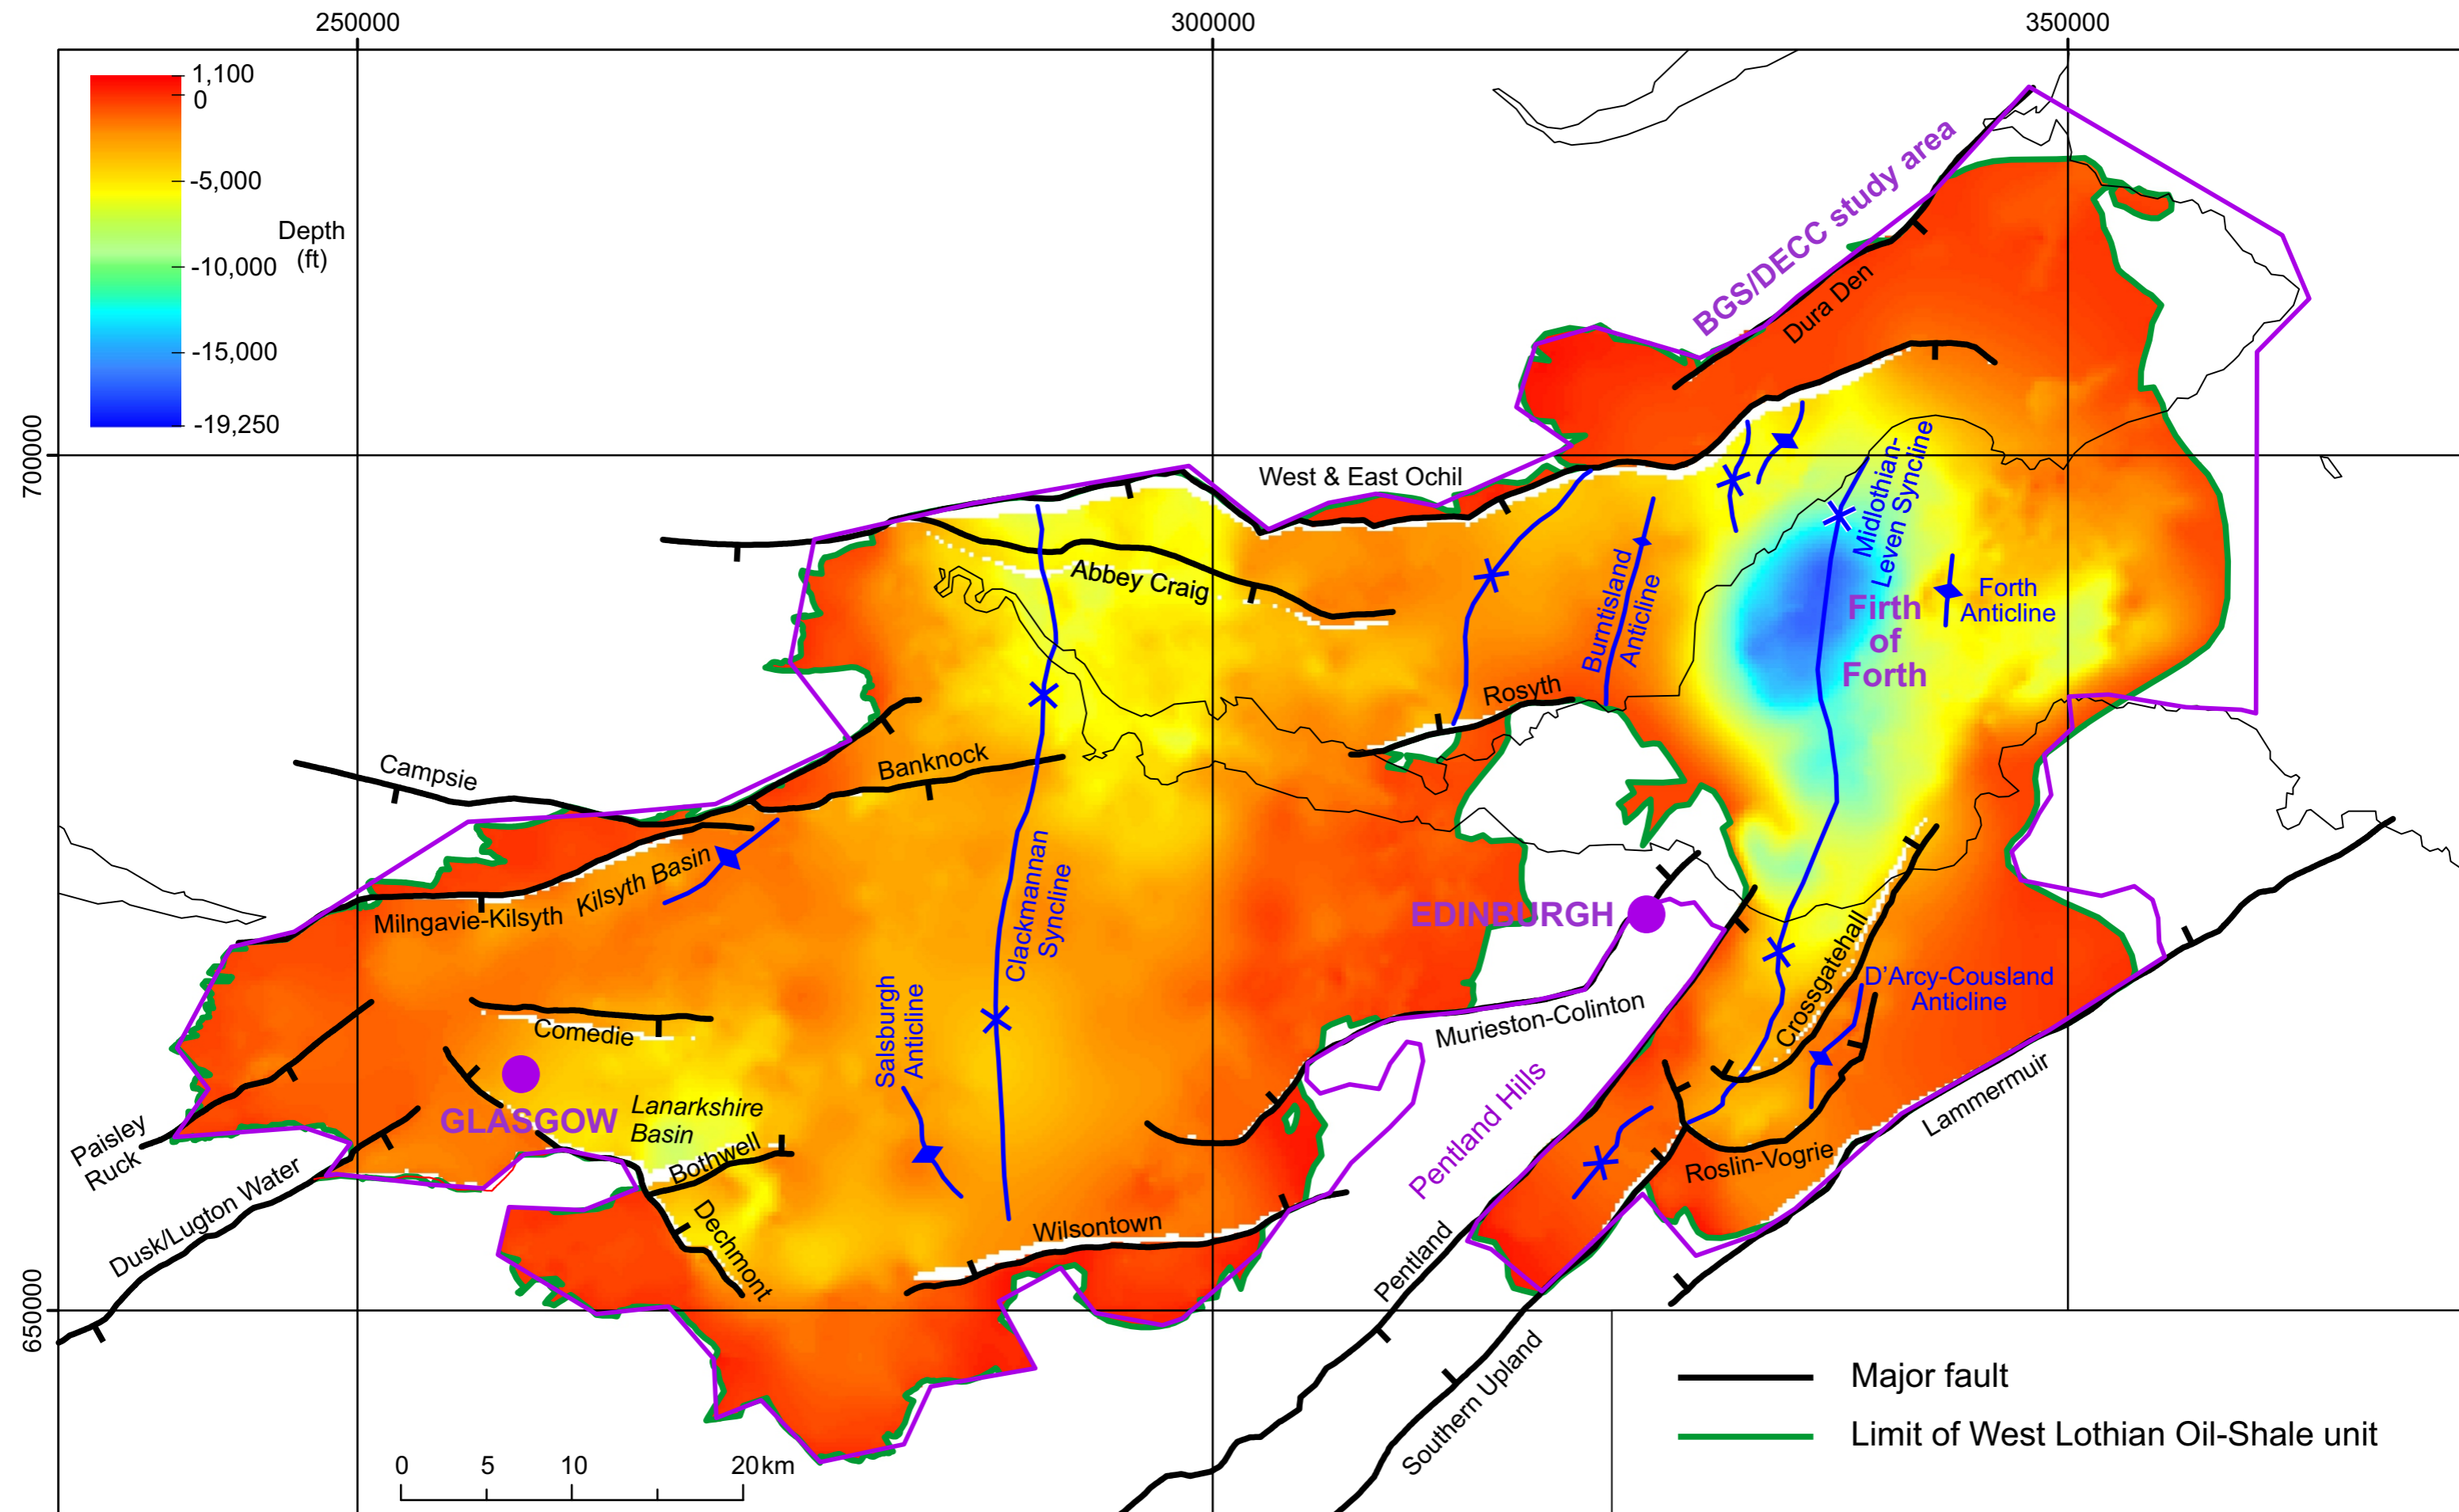 250000
300000
350000
1,100
0
-5,000
-10,000
-15,000
-19,250
Depth
(ft)
700000
650000
BGS/DECC study area
Dura Den
West & East Ochil
Abbey Craig
Burntisland
Anticline
Midlothian-
Leven Syncline
Firth
of
Forth
Forth
Anticline
Rosyth
Campsie
Banknock
Kilsyth Basin
Milngavie-Kilsyth
Clackmannan
Syncline
EDINBURGH
Crossgatehall
D'Arcy-Cousland
Anticline
Comedie
Salsburgh
Anticline
Murieston-Colinton
GLASGOW
Lanarkshire
Basin
Bothwell
Dechmont
Paisley
Ruck
Dusk/Lugton Water
Pentland Hills
Lammermuir
Roslin-Vogrie
Wilsontown
Pentland
Southern Upland
0
5
10
20km
Major fault
Limit of West Lothian Oil-Shale unit